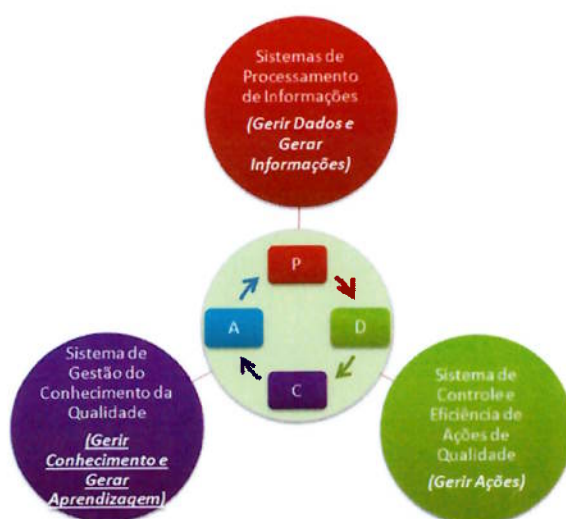 Sistemas de
Processamento
de Informações
(Gerir Dados e
Gerar
Informações)
P
A
D
C
Sistema de
Gestão do
Conhecimento da
Qualidade
(Gerir
Conhecimento e
Gerar
Aprendizagem)
Sistema de
Controle e
Eficiência de
Ações de
Qualidade
(Gerir Ações)